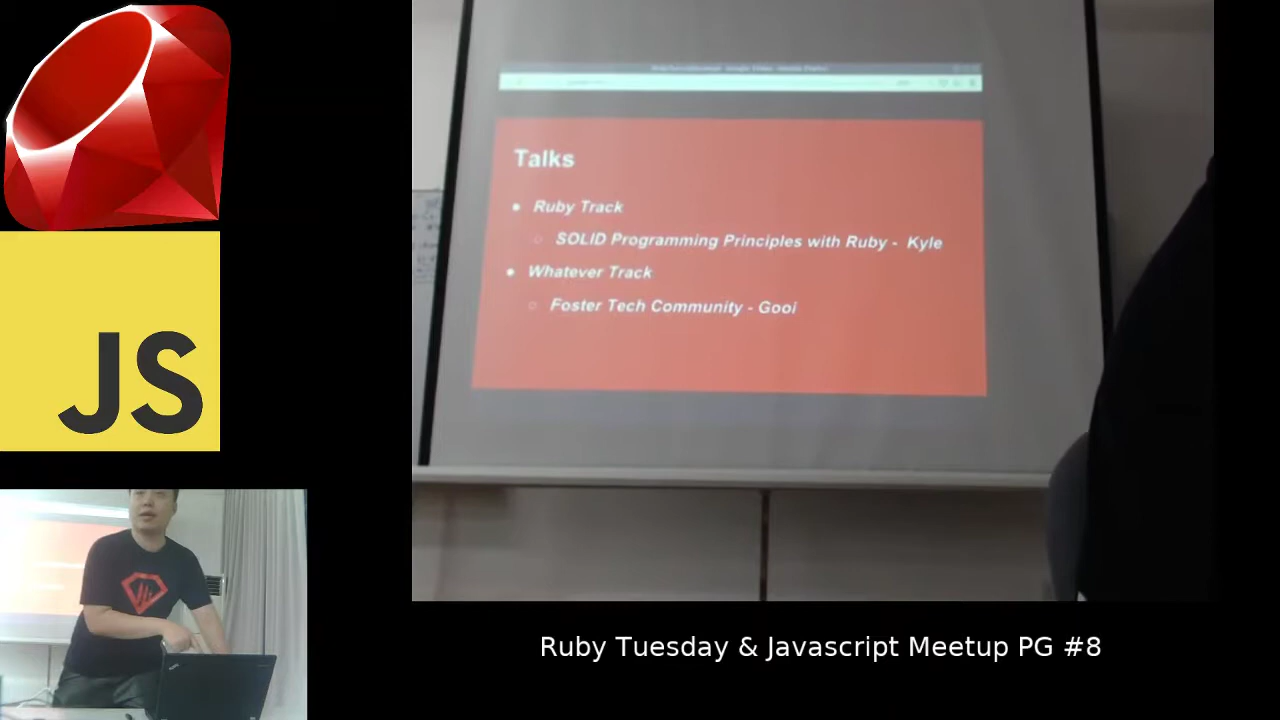 JS
Talks
Ruby Track
SOLID Programming Principles with Ruby - Kyle
Whatever Track
Foster Tech Community - Gooi
Ruby Tuesday & Javascript Meetup PG #8